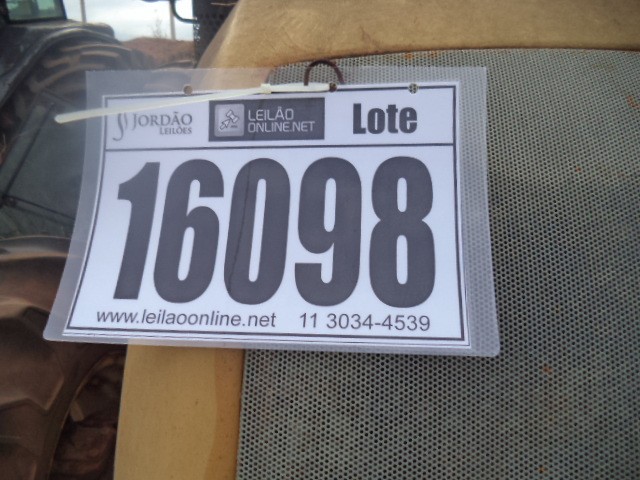 JORDÃO LEILÕES
LEILÃO ONLINE.NET
Lote
16098
www.leilaoonline.net 11 3034-4539